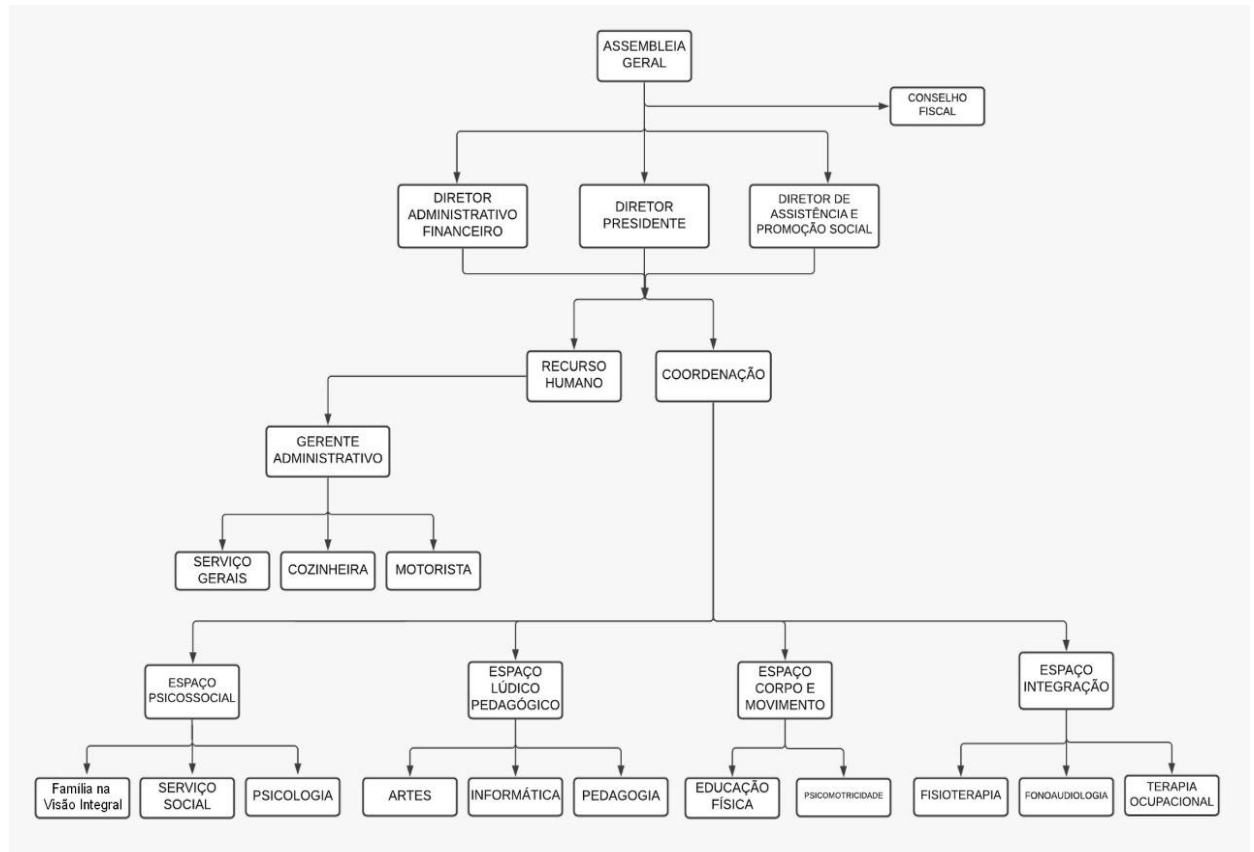 ASSEMBLEIA
GERAL
CONSELHO
FISCAL
DIRETOR
ADMINISTRATIVO
FINANCEIRO
DIRETOR
PRESIDENTE
DIRETOR DE
ASSISTÊNCIA E
PROMOÇÃO SOCIAL
RECURSO
HUMANO
COORDENAÇÃO
GERENTE
ADMINISTRATIVO
SERVIÇO
GERAIS
COZINHEIRA
MOTORISTA
ESPAÇO
PSICOSSOCIAL
ESPAÇO
LÚDICO
PEDAGÓGICO
ESPAÇO
CORPO E
MOVIMENTO
ESPAÇO
INTEGRAÇÃO
Família na
Visão Integral
SERVIÇO
SOCIAL
PSICOLOGIA
ARTES
INFORMÁTICA
PEDAGOGIA
EDUCAÇÃO
FÍSICA
PSICOMOTRICIDADE
FISIOTERAPIA
FONOAUDIOLOGIA
TERAPIA
OCUPACIONAL